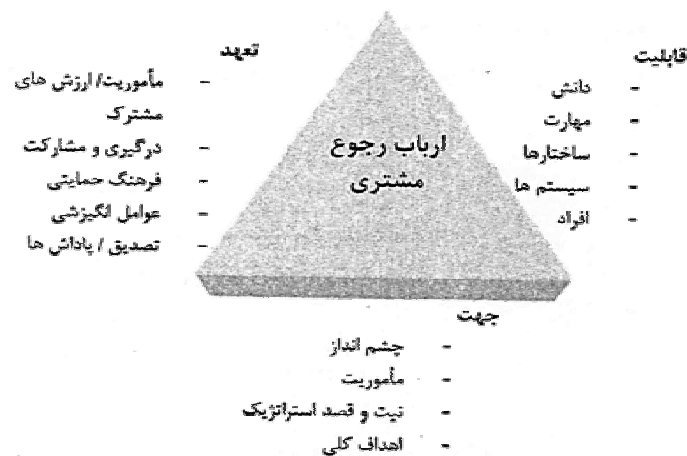 قابلیت
- دانش
- مهارت
- ساختارها
- سیستم ها
- افراد
ارباب رجوع
مشتری
تعهد
- مأموریت/ ارزش های
مشترک
- درگیری و مشارکت
- فرهنگ حمایتی
- عوامل انگیزشی
- تصدیق / پاداش ها
جهت
- چشم انداز
- مأموریت
- نیت و قصد استراتژیک
- اهداف کلی